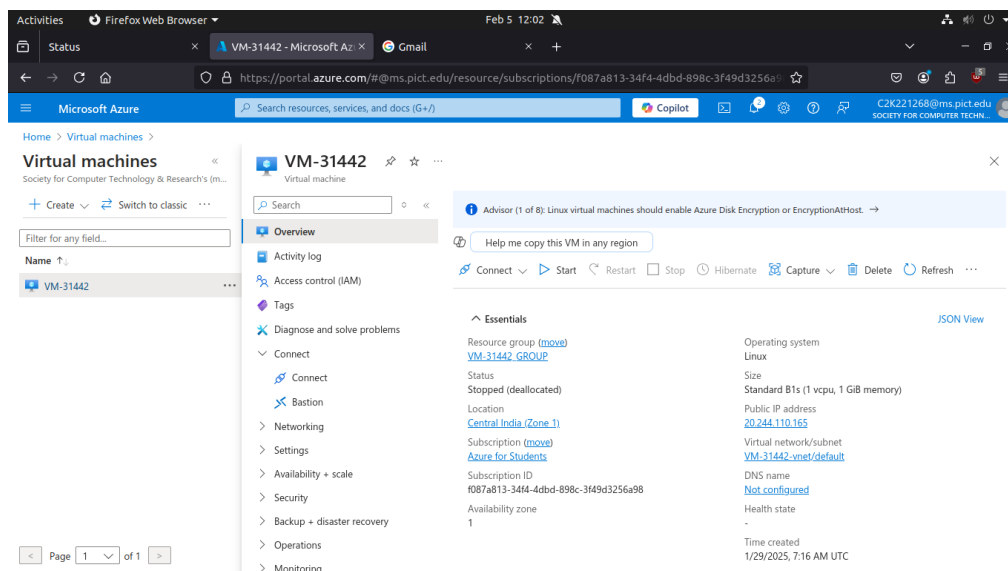 Activities Firefox Web Browser Feb 5 12:02
Status VM-31442 - Microsoft Az Gmail
https://portal.azure.com/#@ms.pict.edu/resource/subscriptions/f087a813-34f4-4dbd-898c-3f49d3256a9 5
Microsoft Azure Search resources, services, and docs (G+/) Copilot 2 C2K221268@ms.pict.edu
SOCIETY FOR COMPUTER TECHN...
Home > Virtual machines >
Virtual machines «
Society for Computer Technology & Research's (m...
+ Create Switch to classic ...
Filter for any field...
Name ↑
VM-31442 ...
< Page 1 of 1 >
VM-31442 ...
Virtual machine
Search «
Overview
Activity log
Access control (IAM)
Tags
Diagnose and solve problems
Connect
Connect
Bastion
Networking
Settings
Availability + scale
Security
Backup + disaster recovery
Operations
Monitoring
Advisor (1 of 8): Linux virtual machines should enable Azure Disk Encryption or EncryptionAtHost. →
Help me copy this VM in any region
Connect Start Restart Stop Hibernate Capture Delete Refresh ...
Essentials JSON View
Resource group (move)
VM-31442_GROUP
Status
Stopped (deallocated)
Location
Central India (Zone 1)
Subscription (move)
Azure for Students
Subscription ID
f087a813-34f4-4dbd-898c-3f49d3256a98
Availability zone
1
Operating system
Linux
Size
Standard B1s (1 vcpu, 1 GiB memory)
Public IP address
20.244.110.165
Virtual network/subnet
VM-31442-vnet/default
DNS name
Not configured
Health state
-
Time created
1/29/2025, 7:16 AM UTC